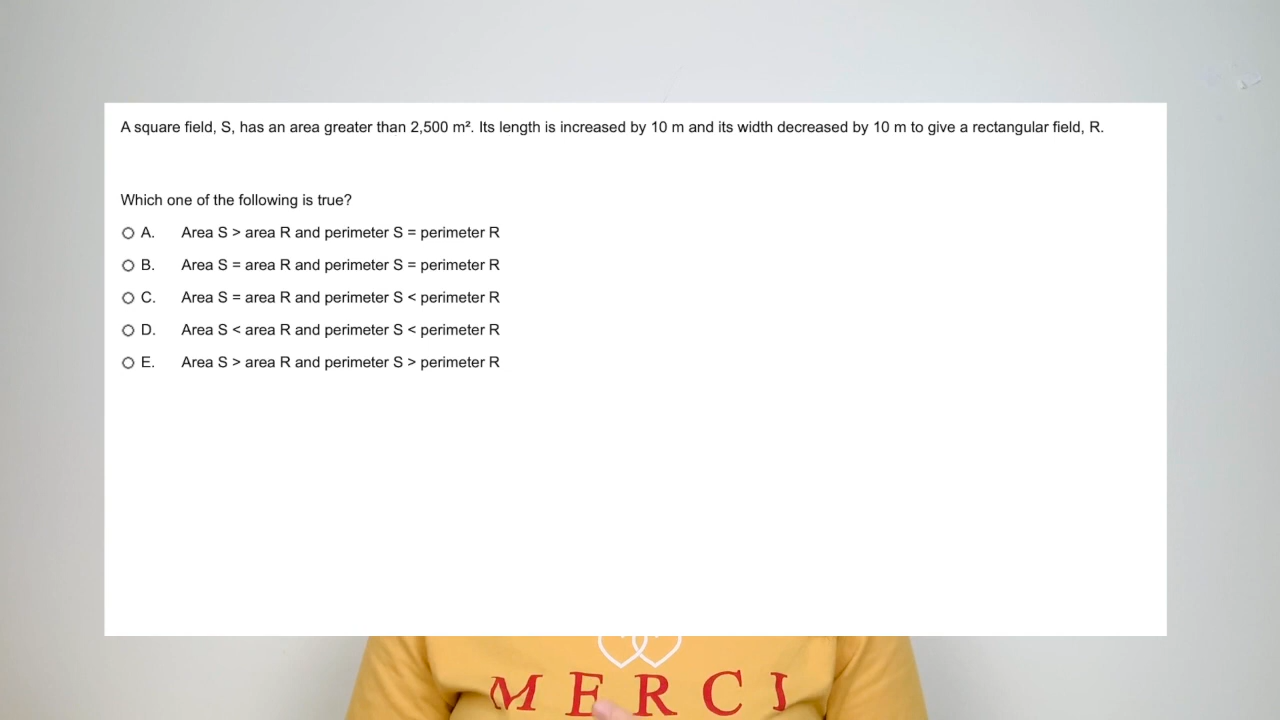 A square field, S, has an area greater than 2,500 m². Its length is increased by 10 m and its width decreased by 10 m to give a rectangular field, R.
Which one of the following is true?
A. Area S > area R and perimeter S = perimeter R
B. Area S = area R and perimeter S = perimeter R
C. Area S = area R and perimeter S < perimeter R
D. Area S < area R and perimeter S < perimeter R
E. Area S > area R and perimeter S > perimeter R
MERCI